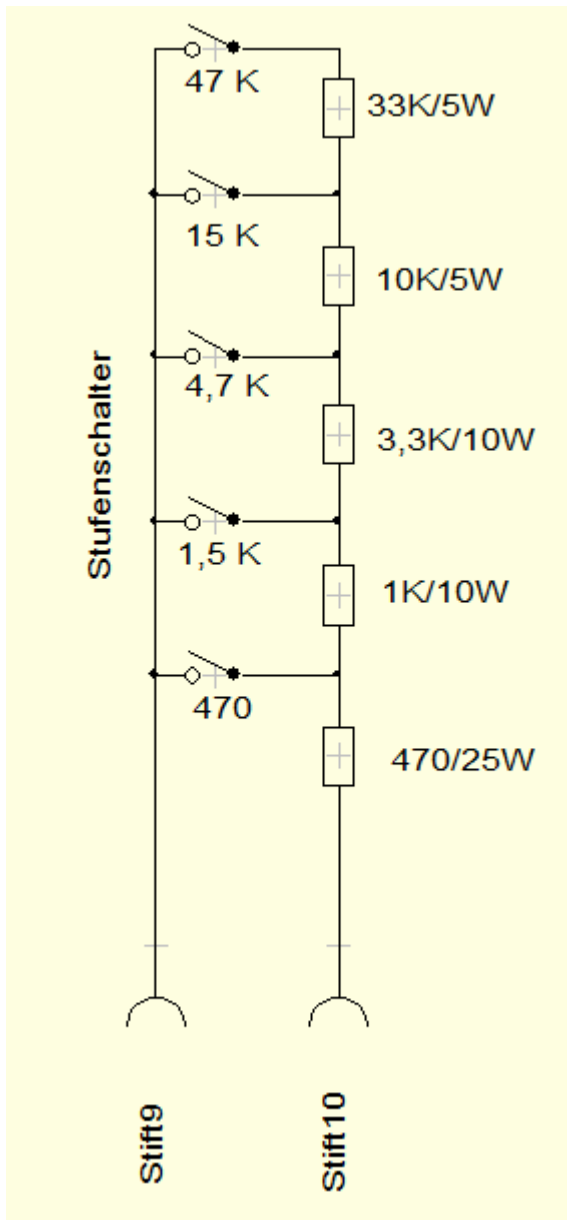 47 K
33K/5W
15 K
10K/5W
4,7 K
3,3K/10W
Stufenschalter
1,5 K
1K/10W
470
470/25W
Stift9
Stift10